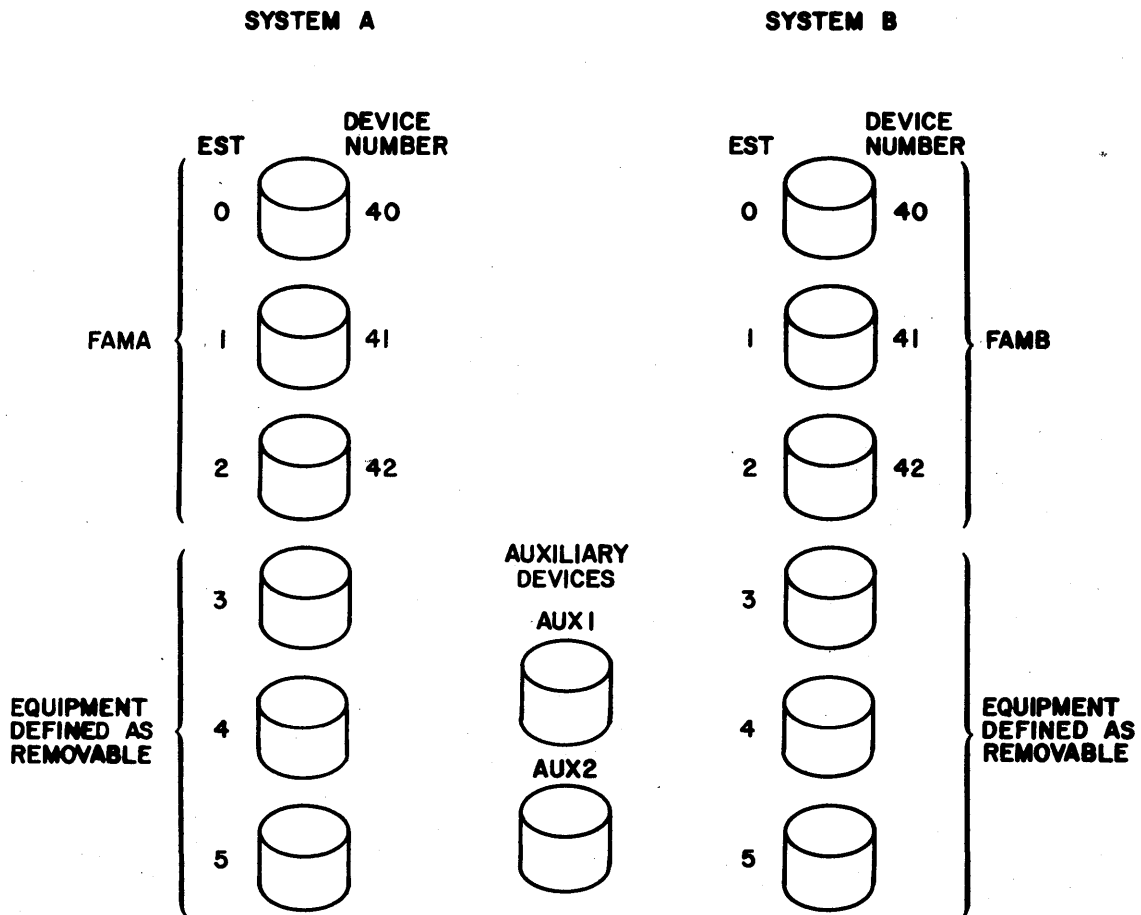 SYSTEM A
SYSTEM B
EST
DEVICE
NUMBER
0
40
FAMA
1
41
2
42
3
EQUIPMENT
DEFINED AS
REMOVABLE
4
5
AUXILIARY
DEVICES
AUX1
AUX2
EST
DEVICE
NUMBER
0
40
1
41
FAMB
2
42
3
4
EQUIPMENT
DEFINED AS
REMOVABLE
5